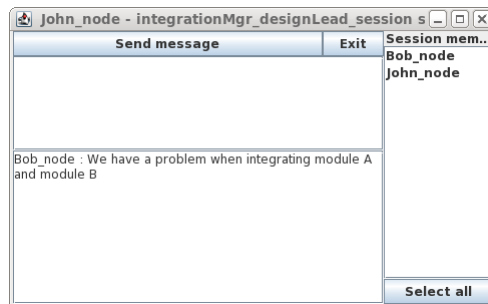 John_node - integrationMgr_designLead_session s
Send message
Exit
Session mem...
Bob_node
John_node
Bob_node : We have a problem when integrating module A
and module B
Select all